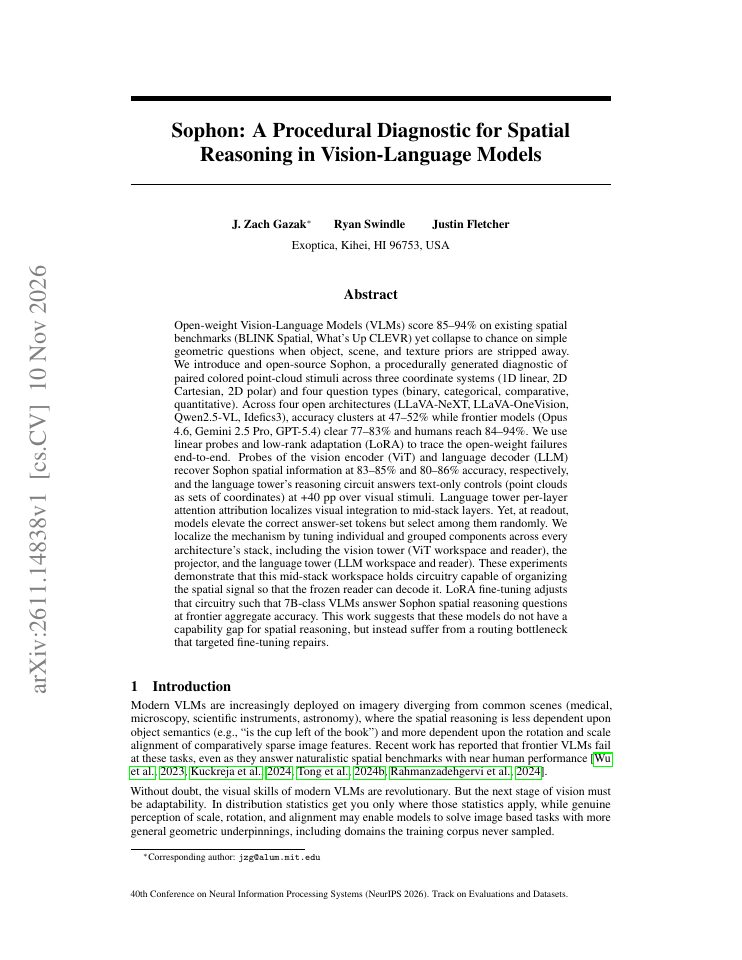 Sophon: A Procedural Diagnostic for Spatial
Reasoning in Vision-Language Models
J. Zach Gazak* Ryan Swindle Justin Fletcher
Exoptica, Kihei, HI 96753, USA
Abstract
Open-weight Vision-Language Models (VLMs) score 85–94% on existing spatial
benchmarks (BLINK Spatial, What's Up CLEVR) yet collapse to chance on simple
geometric questions when object, scene, and texture priors are stripped away.
We introduce and open-source Sophon, a procedurally generated diagnostic of
paired colored point-cloud stimuli across three coordinate systems (1D linear, 2D
Cartesian, 2D polar) and four question types (binary, categorical, comparative,
quantitative). Across four open architectures (LLaVA-NeXT, LLaVA-OneVision,
Qwen2.5-VL, Idefics3), accuracy clusters at 47–52% while frontier models (Opus
4.6, Gemini 2.5 Pro, GPT-5.4) clear 77–83% and humans reach 84–94%. We use
linear probes and low-rank adaptation (LoRA) to trace the open-weight failures
end-to-end. Probes of the vision encoder (ViT) and language decoder (LLM)
recover Sophon spatial information at 83–85% and 80–86% accuracy, respectively,
and the language tower's reasoning circuit answers text-only controls (point clouds
as sets of coordinates) at +40 pp over visual stimuli. Language tower per-layer
attention attribution localizes visual integration to mid-stack layers. Yet, at readout,
models elevate the correct answer-set tokens but select among them randomly. We
localize the mechanism by tuning individual and grouped components across every
architecture's stack, including the vision tower (ViT workspace and reader), the
projector, and the language tower (LLM workspace and reader). These experiments
demonstrate that this mid-stack workspace holds circuitry capable of organizing
the spatial signal so that the frozen reader can decode it. LoRA fine-tuning adjusts
that circuitry such that 7B-class VLMs answer Sophon spatial reasoning questions
at frontier aggregate accuracy. This work suggests that these models do not have a
capability gap for spatial reasoning, but instead suffer from a routing bottleneck
that targeted fine-tuning repairs.
1 Introduction
Modern VLMs are increasingly deployed on imagery diverging from common scenes (medical,
microscopy, scientific instruments, astronomy), where the spatial reasoning is less dependent upon
object semantics (e.g., “is the cup left of the book”) and more dependent upon the rotation and scale
alignment of comparatively sparse image features. Recent work has reported that frontier VLMs fail
at these tasks, even as they answer naturalistic spatial benchmarks with near human performance [Wu
et al., 2023, Kuckreja et al., 2024, Tong et al., 2024b, Rahmanzadehgervi et al., 2024].
Without doubt, the visual skills of modern VLMs are revolutionary. But the next stage of vision must
be adaptability. In distribution statistics get you only where those statistics apply, while genuine
perception of scale, rotation, and alignment may enable models to solve image based tasks with more
general geometric underpinnings, including domains the training corpus never sampled.
*Corresponding author: jzg@alum.mit.edu
40th Conference on Neural Information Processing Systems (NeurIPS 2026). Track on Evaluations and Datasets.
arXiv:2611.14838v1 [cs.CV] 10 Nov 2026